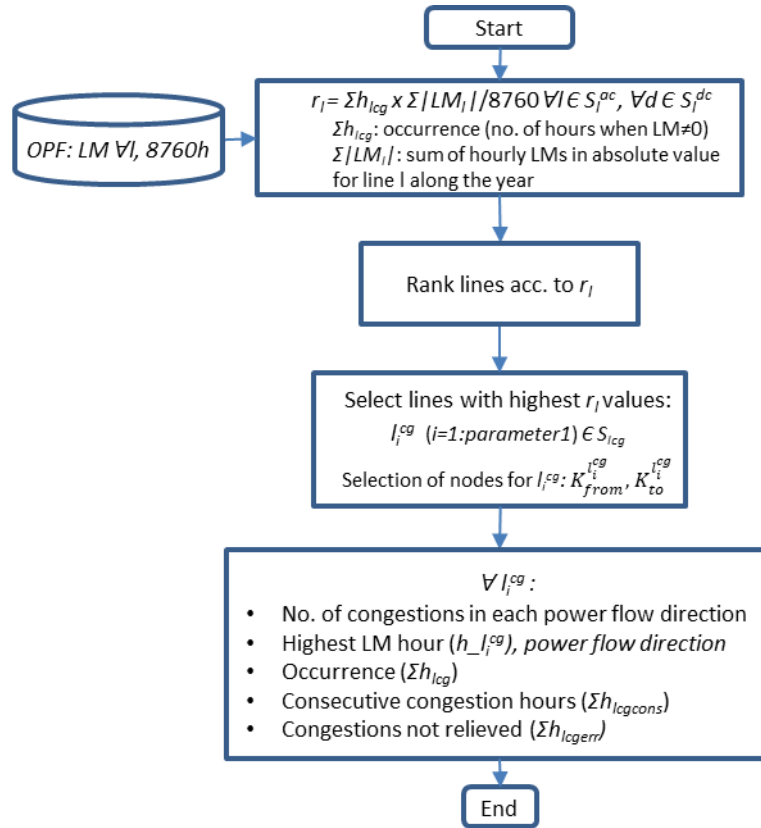 Start
OPF: LM ∀l, 8760h
r_l = Σh_lcg x Σ|LM_l|/8760 ∀l ∈ S_l^ac, ∀d ∈ S_l^dc
Σh_lcg: occurrence (no. of hours when LM≠0)
Σ|LM_l|: sum of hourly LMs in absolute value
for line l along the year
Rank lines acc. to r_l
Select lines with highest r_l values:
l_i^cg (i=1:parameter1) ∈ S_lcg
Selection of nodes for l_i^cg: K_from^{l_i^cg}, K_to^{l_i^cg}
∀ l_i^cg :
• No. of congestions in each power flow direction
• Highest LM hour (h_l_i^cg), power flow direction
• Occurrence (Σh_lcg)
• Consecutive congestion hours (Σh_lcgcons)
• Congestions not relieved (Σh_lcgerr)
End